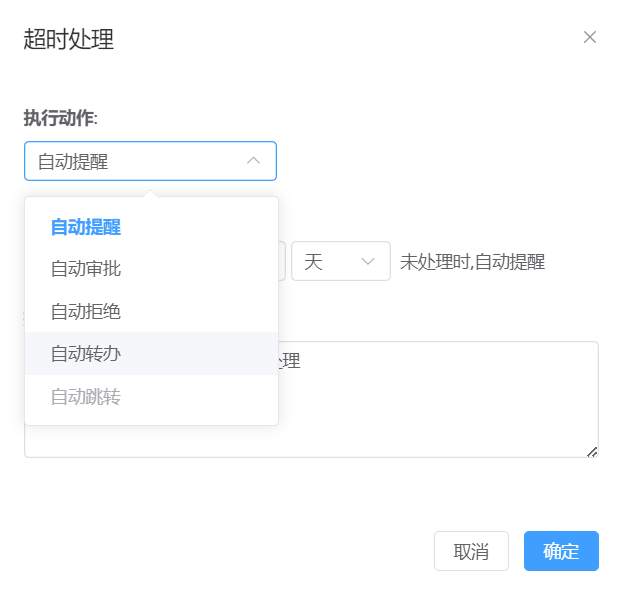 超时处理
执行动作:
自动提醒
自动提醒
自动审批
天 未处理时,自动提醒
自动拒绝
自动转办
处理
自动跳转
取消 确定